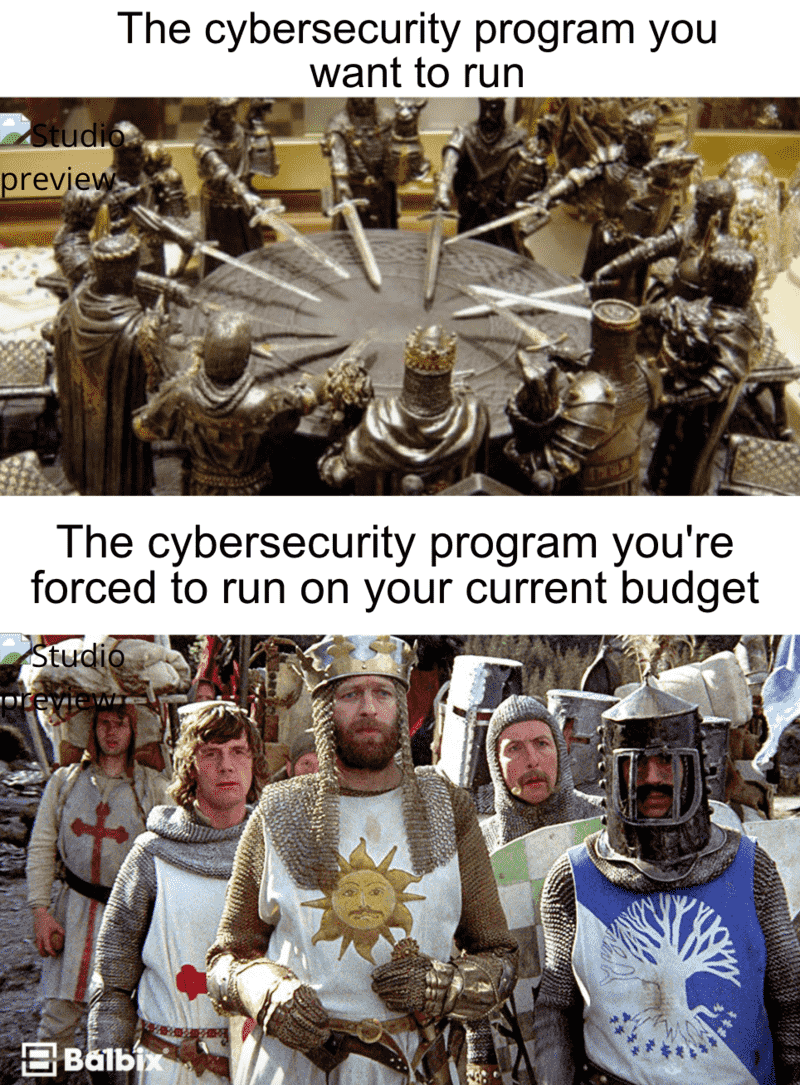 The cybersecurity program you
want to run
Studio
preview
The cybersecurity program you're
forced to run on your current budget
Studio
preview
Balbix